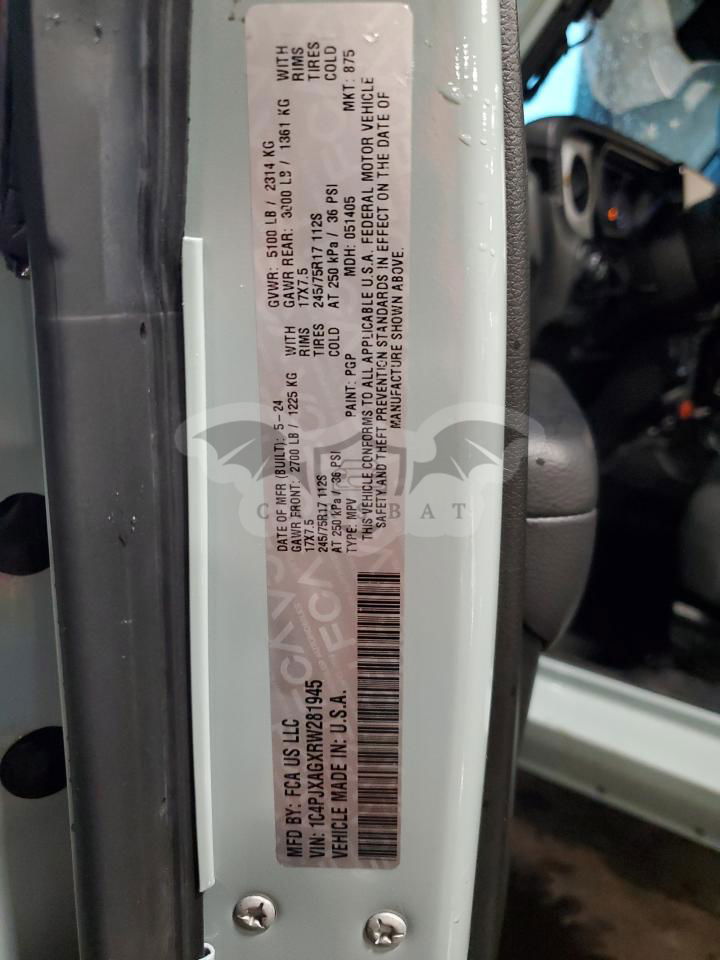 MFD BY: FCA US LLC
DATE OF MFR (BUILT): 5-24 GVWR: 5100 LB / 2314 KG
GAWR FRONT: 2700 LB / 1225 KG WITH GAWR REAR: 3000 LB / 1361 KG WITH
17X7.5 RIMS 17X7.5 RIMS
245/75R17 112S TIRES 245/75R17 112S TIRES
AT 250 kPa / 36 PSI COLD AT 250 kPa / 36 PSI COLD
VIN: 1C4PJXAGXRW281945
TYPE: MPV PAINT: PGP MDH: 051405 MKT: 875
VEHICLE MADE IN: U.S.A.
THIS VEHICLE CONFORMS TO ALL APPLICABLE U.S.A. FEDERAL MOTOR VEHICLE
SAFETY AND THEFT PREVENTION STANDARDS IN EFFECT ON THE DATE OF
MANUFACTURE SHOWN ABOVE.